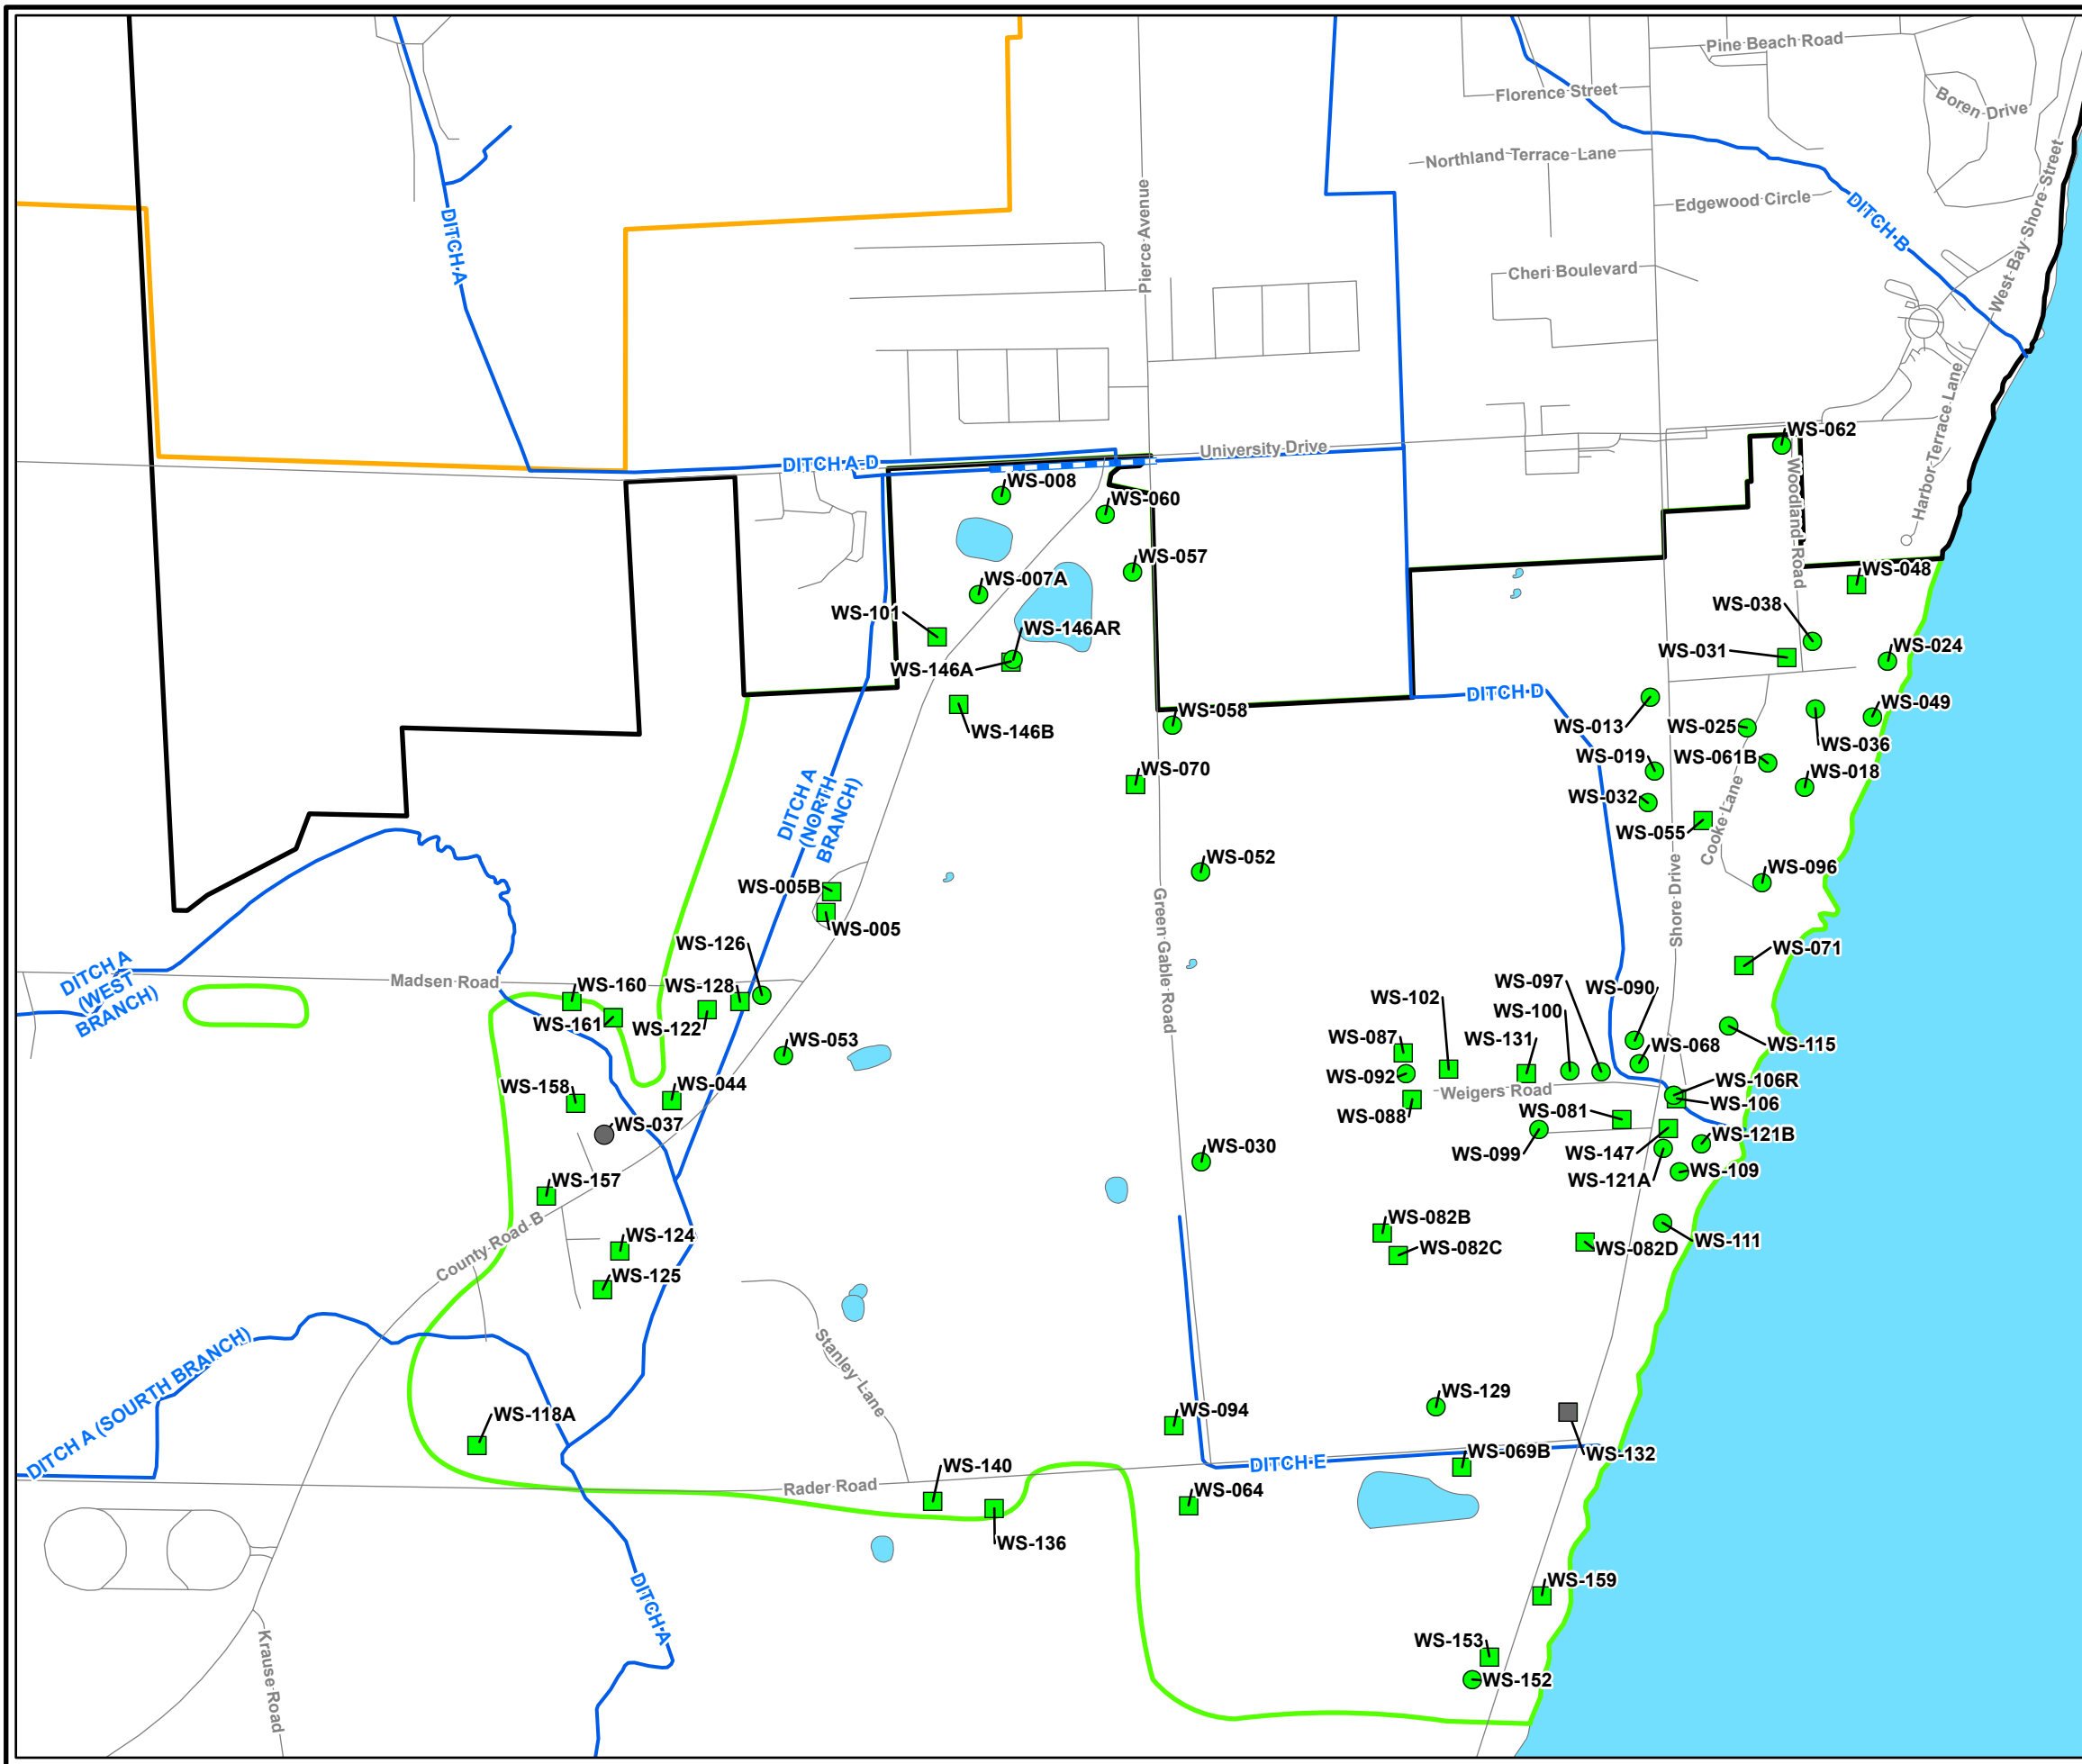 Pine Beach Road
Florence Street
Boren Drive
Northland Terrace Lane
Edgewood Circle
DITCH A
Pierce Avenue
DITCH B
West Bay Shore Street
Cheri Boulevard
Harbor Terrace Lane
WS-062
University Drive
DITCH A-D
Woodland Road
WS-008
WS-060
WS-057
WS-048
WS-007A
WS-038
WS-101
WS-146AR
WS-031
WS-024
WS-146A
DITCH D
WS-058
WS-013
WS-025
WS-049
WS-146B
WS-036
WS-019
WS-061B
WS-070
WS-018
WS-032
DITCH A
(NORTH
BRANCH)
WS-055
Cooke Lane
WS-052
WS-096
WS-005B
WS-005
Green Gable Road
Shore Drive
WS-126
WS-071
DITCH A
(WEST
BRANCH)
Madsen Road
WS-160
WS-128
WS-097
WS-090
WS-102
WS-100
WS-161
WS-122
WS-053
WS-087
WS-131
WS-068
WS-115
WS-092
WS-158
WS-044
Weigers Road
WS-106R
WS-106
WS-088
WS-081
WS-037
WS-121B
WS-030
WS-099
WS-147
WS-109
WS-157
WS-121A
County Road B
WS-124
WS-082B
WS-082C
WS-082D
WS-111
WS-125
Stanley Lane
DITCH A (SOURTH BRANCH)
WS-129
WS-118A
WS-094
WS-069B
WS-132
WS-140
DITCH E
Rader Road
WS-064
WS-136
WS-159
DITCH A
Krause Road
WS-153
WS-152